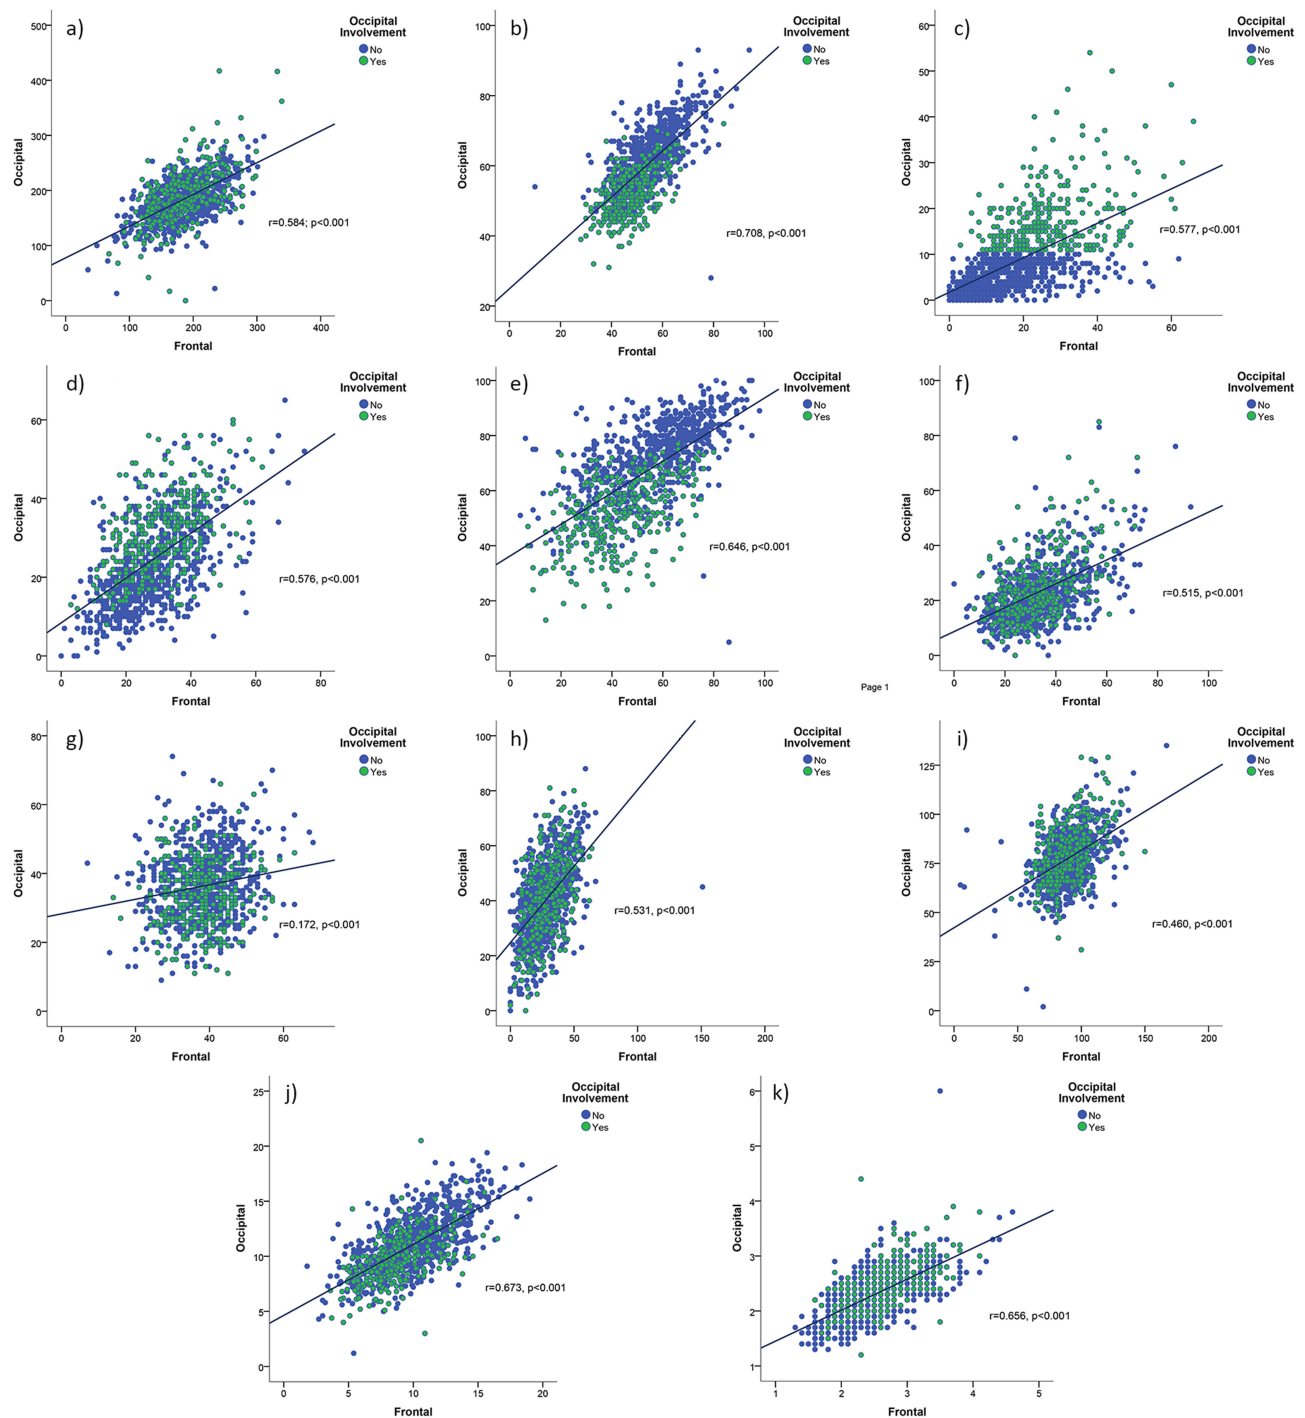 a)
Occipital
Involvement
No
Yes
500
400
300
200
100
0
Occipital
r=0.584; p<0.001
0 100 200 300 400
Frontal
b)
Occipital
Involvement
No
Yes
100
80
60
40
20
Occipital
r=0.708, p<0.001
0 20 40 60 80 100
Frontal
c)
Occipital
Involvement
No
Yes
60
50
40
30
20
10
0
Occipital
r=0.577, p<0.001
0 20 40 60
Frontal
d)
Occipital
Involvement
No
Yes
60
40
20
0
Occipital
r=0.576, p<0.001
0 20 40 60 80
Frontal
e)
Occipital
Involvement
No
Yes
100
80
60
40
20
0
Occipital
r=0.646, p<0.001
0 20 40 60 80 100
Frontal
Page 1
f)
Occipital
Involvement
No
Yes
100
80
60
40
20
0
Occipital
r=0.515, p<0.001
0 20 40 60 80 100
Frontal
g)
Occipital
Involvement
No
Yes
80
60
40
20
0
Occipital
r=0.172, p<0.001
0 20 40 60
Frontal
h)
Occipital
Involvement
No
Yes
100
80
60
40
20
0
Occipital
r=0.531, p<0.001
0 50 100 150 200
Frontal
i)
Occipital
Involvement
No
Yes
125
100
75
50
25
0
Occipital
r=0.460, p<0.001
0 50 100 150 200
Frontal
j)
Occipital
Involvement
No
Yes
25
20
15
10
5
0
Occipital
r=0.673, p<0.001
0 5 10 15 20
Frontal
k)
Occipital
Involvement
No
Yes
6
5
4
3
2
1
Occipital
r=0.656, p<0.001
1 2 3 4 5
Frontal